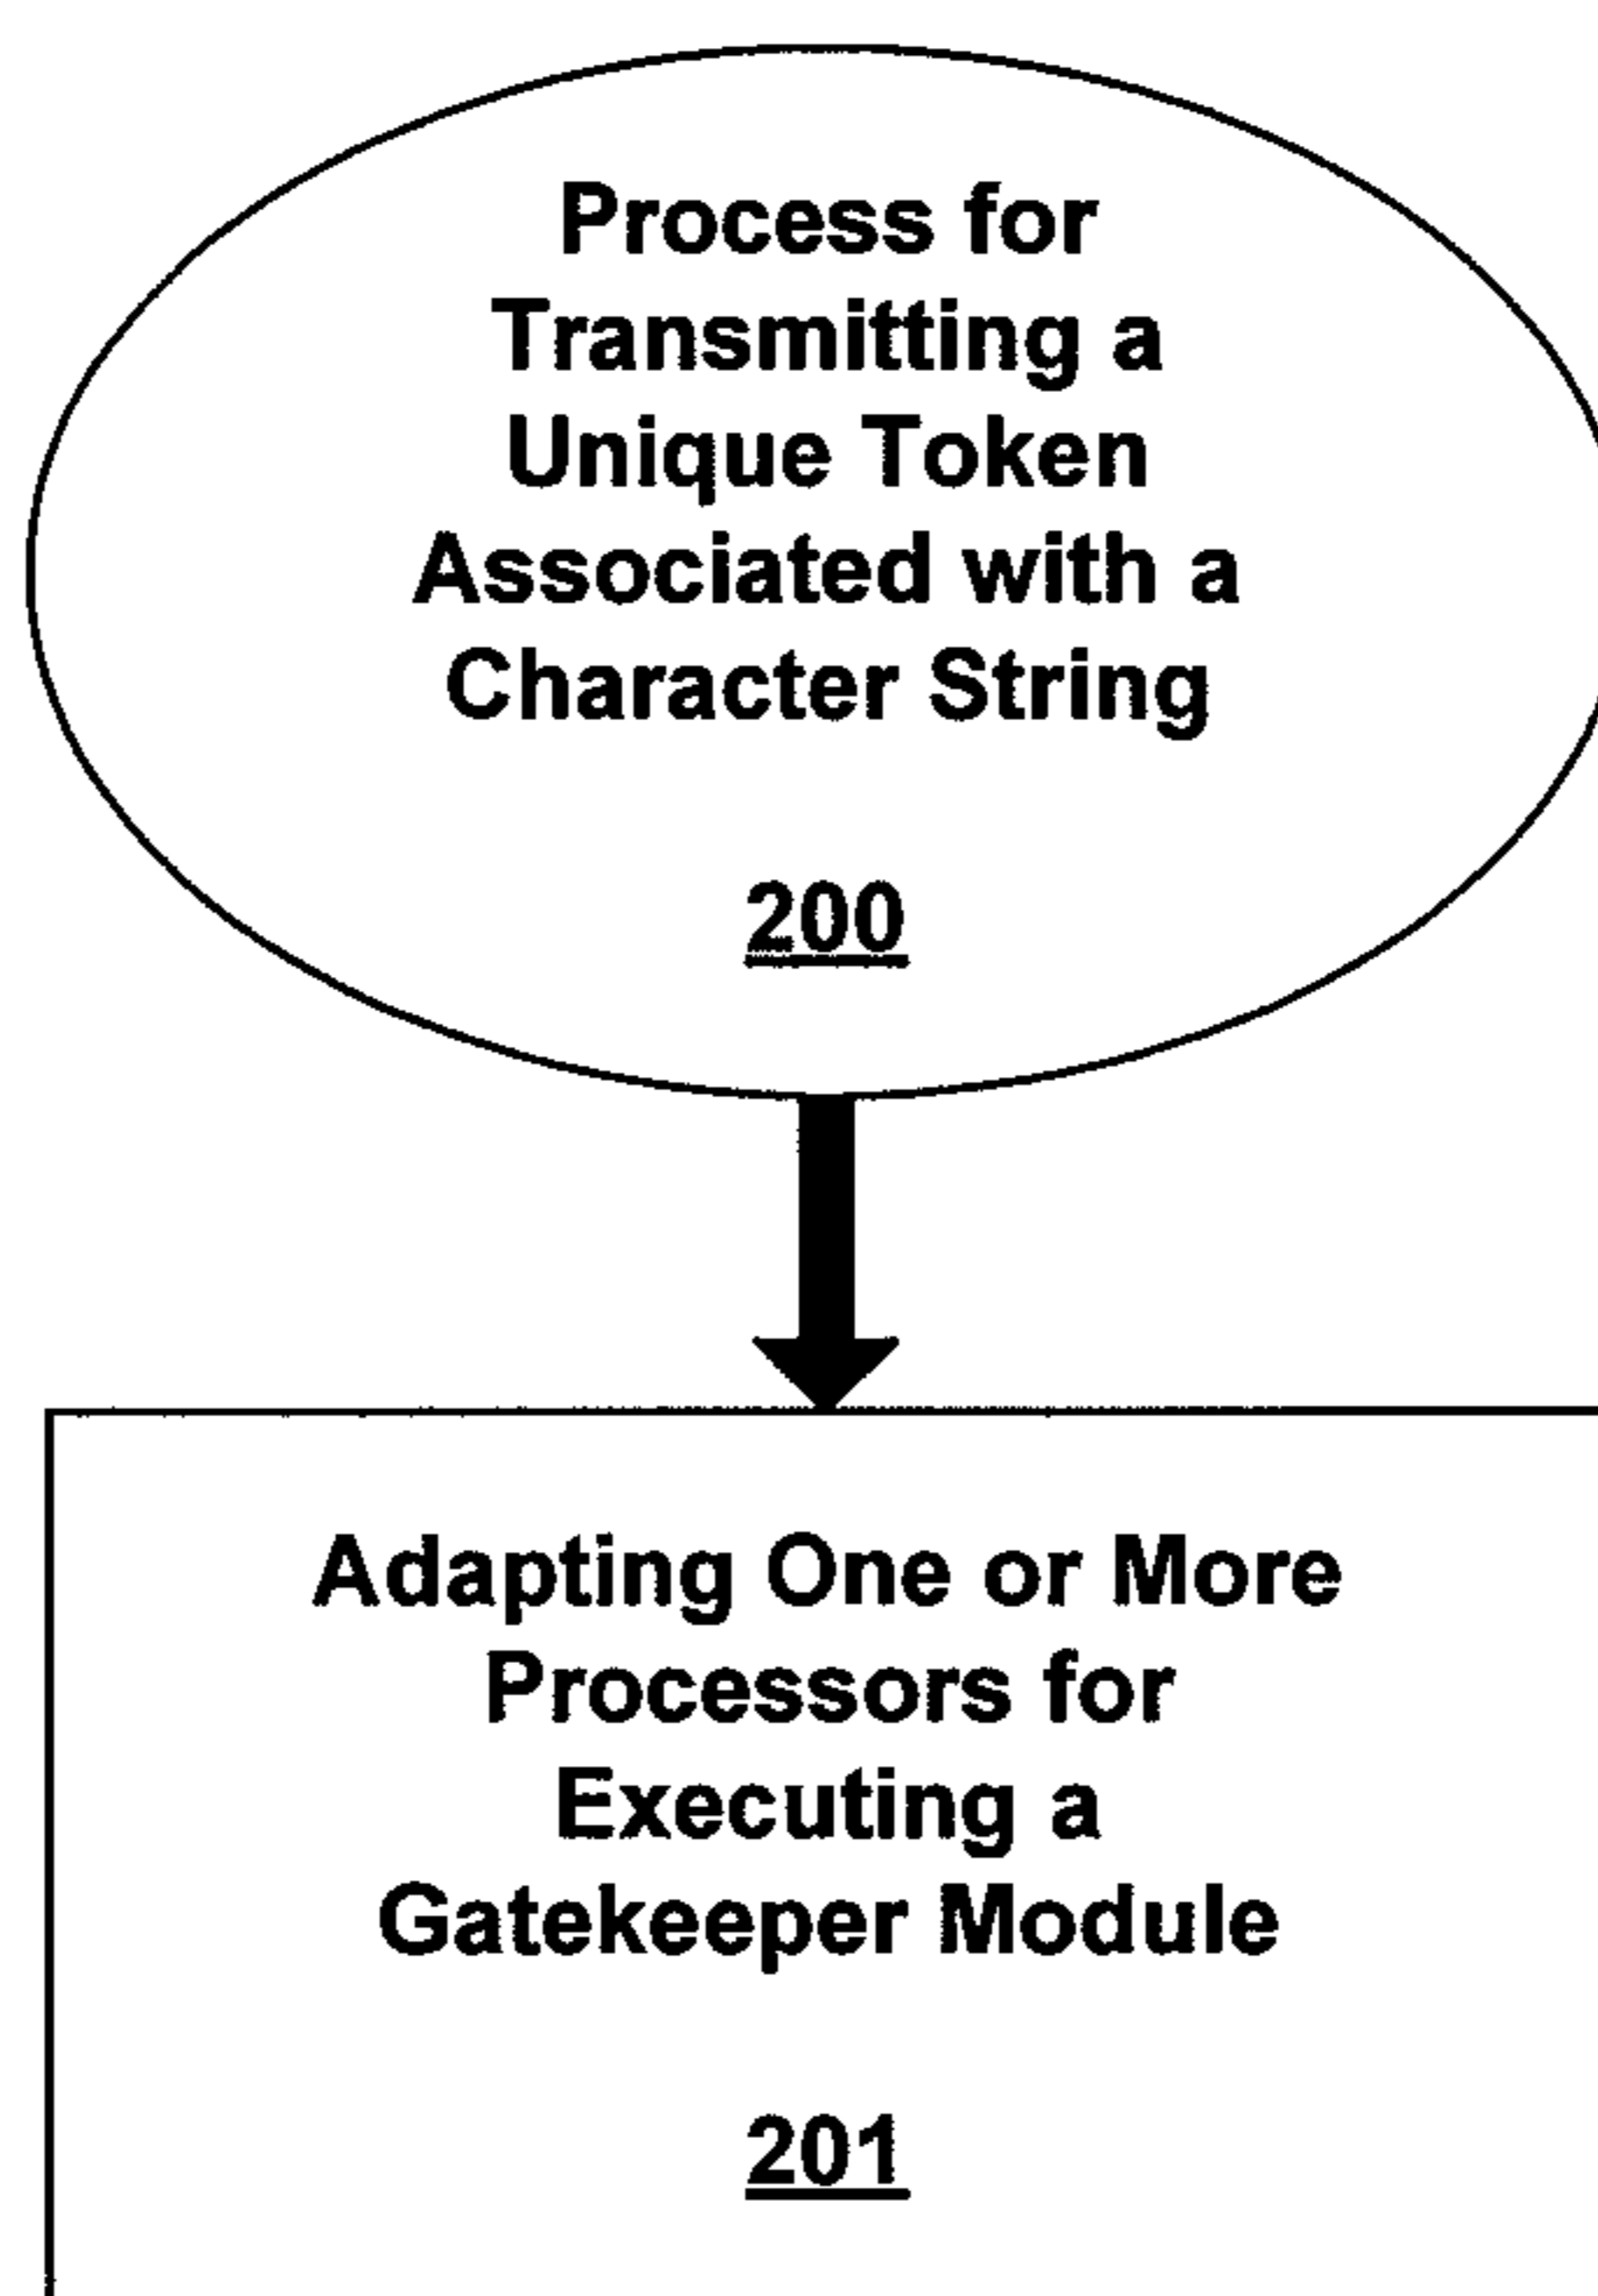 Process for
Transmitting a
Unique Token
Associated with a
Character String
200
Adapting One or More
Processors for
Executing a
Gatekeeper Module
201